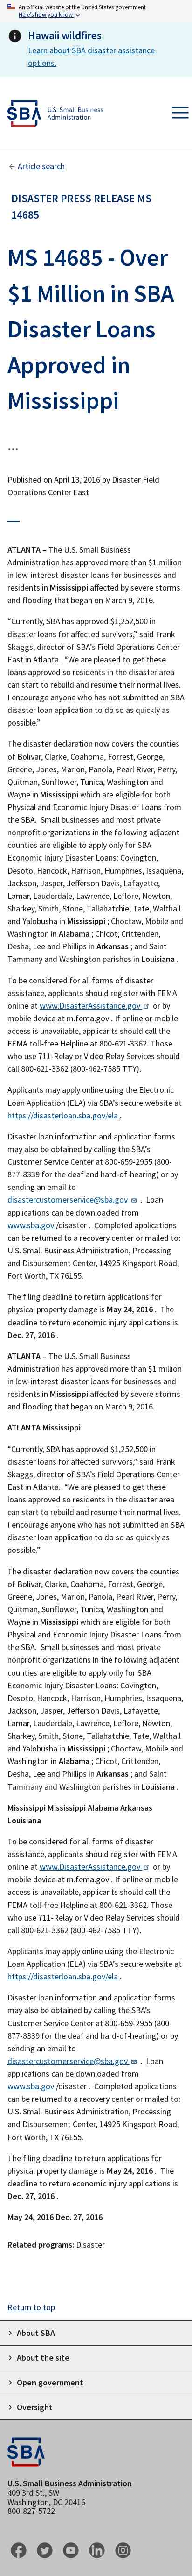 An official website of the United States government
Here's how you know
Hawaii wildfires
Learn about SBA disaster assistance
options.
SBA
U.S. Small Business
Administration
Article search
DISASTER PRESS RELEASE MS
14685
MS 14685 - Over
$1 Million in SBA
Disaster Loans
Approved in
Mississippi
...
Published on April 13, 2016 by Disaster Field
Operations Center East
ATLANTA – The U.S. Small Business
Administration has approved more than $1 million
in low-interest disaster loans for businesses and
residents in Mississippi affected by severe storms
and flooding that began on March 9, 2016.
“Currently, SBA has approved $1,252,500 in
disaster loans for affected survivors,” said Frank
Skaggs, director of SBA’s Field Operations Center
East in Atlanta. “We are pleased to get these
loans approved so residents in the disaster area
can start to rebuild and resume their normal lives.
I encourage anyone who has not submitted an SBA
disaster loan application to do so as quickly as
possible.”
The disaster declaration now covers the counties
of Bolivar, Clarke, Coahoma, Forrest, George,
Greene, Jones, Marion, Panola, Pearl River, Perry,
Quitman, Sunflower, Tunica, Washington and
Wayne in Mississippi which are eligible for both
Physical and Economic Injury Disaster Loans from
the SBA. Small businesses and most private
nonprofit organizations in the following adjacent
counties are eligible to apply only for SBA
Economic Injury Disaster Loans: Covington,
Desoto, Hancock, Harrison, Humphries, Issaquena,
Jackson, Jasper, Jefferson Davis, Lafayette,
Lamar, Lauderdale, Lawrence, Leflore, Newton,
Sharkey, Smith, Stone, Tallahatchie, Tate, Walthall
and Yalobusha in Mississippi ; Choctaw, Mobile and
Washington in Alabama ; Chicot, Crittenden,
Desha, Lee and Phillips in Arkansas ; and Saint
Tammany and Washington parishes in Louisiana .
To be considered for all forms of disaster
assistance, applicants should register with FEMA
online at www.DisasterAssistance.gov or by
mobile device at m.fema.gov . If online or mobile
access is unavailable, applicants should call the
FEMA toll-free Helpline at 800-621-3362. Those
who use 711-Relay or Video Relay Services should
call 800-621-3362 (800-462-7585 TTY).
Applicants may apply online using the Electronic
Loan Application (ELA) via SBA’s secure website at
https://disasterloan.sba.gov/ela .
Disaster loan information and application forms
may also be obtained by calling the SBA’s
Customer Service Center at 800-659-2955 (800-
877-8339 for the deaf and hard-of-hearing) or by
sending an email to
disastercustomerservice@sba.gov . Loan
applications can be downloaded from
www.sba.gov /disaster . Completed applications
can be returned to a recovery center or mailed to:
U.S. Small Business Administration, Processing
and Disbursement Center, 14925 Kingsport Road,
Fort Worth, TX 76155.
The filing deadline to return applications for
physical property damage is May 24, 2016 . The
deadline to return economic injury applications is
Dec. 27, 2016 .
ATLANTA – The U.S. Small Business
Administration has approved more than $1 million
in low-interest disaster loans for businesses and
residents in Mississippi affected by severe storms
and flooding that began on March 9, 2016.
ATLANTA Mississippi
“Currently, SBA has approved $1,252,500 in
disaster loans for affected survivors,” said Frank
Skaggs, director of SBA’s Field Operations Center
East in Atlanta. “We are pleased to get these
loans approved so residents in the disaster area
can start to rebuild and resume their normal lives.
I encourage anyone who has not submitted an SBA
disaster loan application to do so as quickly as
possible.”
The disaster declaration now covers the counties
of Bolivar, Clarke, Coahoma, Forrest, George,
Greene, Jones, Marion, Panola, Pearl River, Perry,
Quitman, Sunflower, Tunica, Washington and
Wayne in Mississippi which are eligible for both
Physical and Economic Injury Disaster Loans from
the SBA. Small businesses and most private
nonprofit organizations in the following adjacent
counties are eligible to apply only for SBA
Economic Injury Disaster Loans: Covington,
Desoto, Hancock, Harrison, Humphries, Issaquena,
Jackson, Jasper, Jefferson Davis, Lafayette,
Lamar, Lauderdale, Lawrence, Leflore, Newton,
Sharkey, Smith, Stone, Tallahatchie, Tate, Walthall
and Yalobusha in Mississippi ; Choctaw, Mobile and
Washington in Alabama ; Chicot, Crittenden,
Desha, Lee and Phillips in Arkansas ; and Saint
Tammany and Washington parishes in Louisiana .
Mississippi Mississippi Alabama Arkansas
Louisiana
To be considered for all forms of disaster
assistance, applicants should register with FEMA
online at www.DisasterAssistance.gov or by
mobile device at m.fema.gov . If online or mobile
access is unavailable, applicants should call the
FEMA toll-free Helpline at 800-621-3362. Those
who use 711-Relay or Video Relay Services should
call 800-621-3362 (800-462-7585 TTY).
Applicants may apply online using the Electronic
Loan Application (ELA) via SBA’s secure website at
https://disasterloan.sba.gov/ela .
Disaster loan information and application forms
may also be obtained by calling the SBA’s
Customer Service Center at 800-659-2955 (800-
877-8339 for the deaf and hard-of-hearing) or by
sending an email to
disastercustomerservice@sba.gov . Loan
applications can be downloaded from
www.sba.gov /disaster . Completed applications
can be returned to a recovery center or mailed to:
U.S. Small Business Administration, Processing
and Disbursement Center, 14925 Kingsport Road,
Fort Worth, TX 76155.
The filing deadline to return applications for
physical property damage is May 24, 2016 . The
deadline to return economic injury applications is
Dec. 27, 2016 .
May 24, 2016 Dec. 27, 2016
Related programs: Disaster
Return to top
About SBA
About the site
Open government
Oversight
SBA
U.S. Small Business Administration
409 3rd St., SW
Washington, DC 20416
800-827-5722